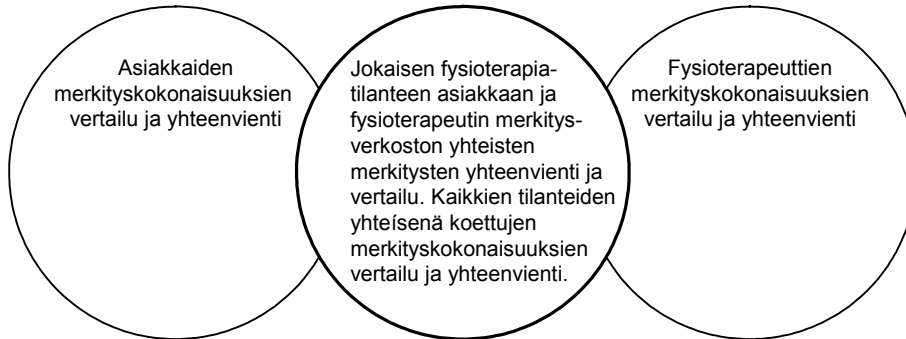 Asiakkaiden
merkityskokonaisuuksien
vertailu ja yhteenvienti
Jokaisen fysioterapia-
tilanteen asiakkaan ja
fysioterapeutin merkitys-
verkoston yhteisten
merkitysten yhteenvienti ja
vertailu. Kaikkien tilanteiden
yhteísenä koettujen
merkityskokonaisuuksien
vertailu ja yhteenvienti.
Fysioterapeuttien
merkityskokonaisuuksien
vertailu ja yhteenvienti